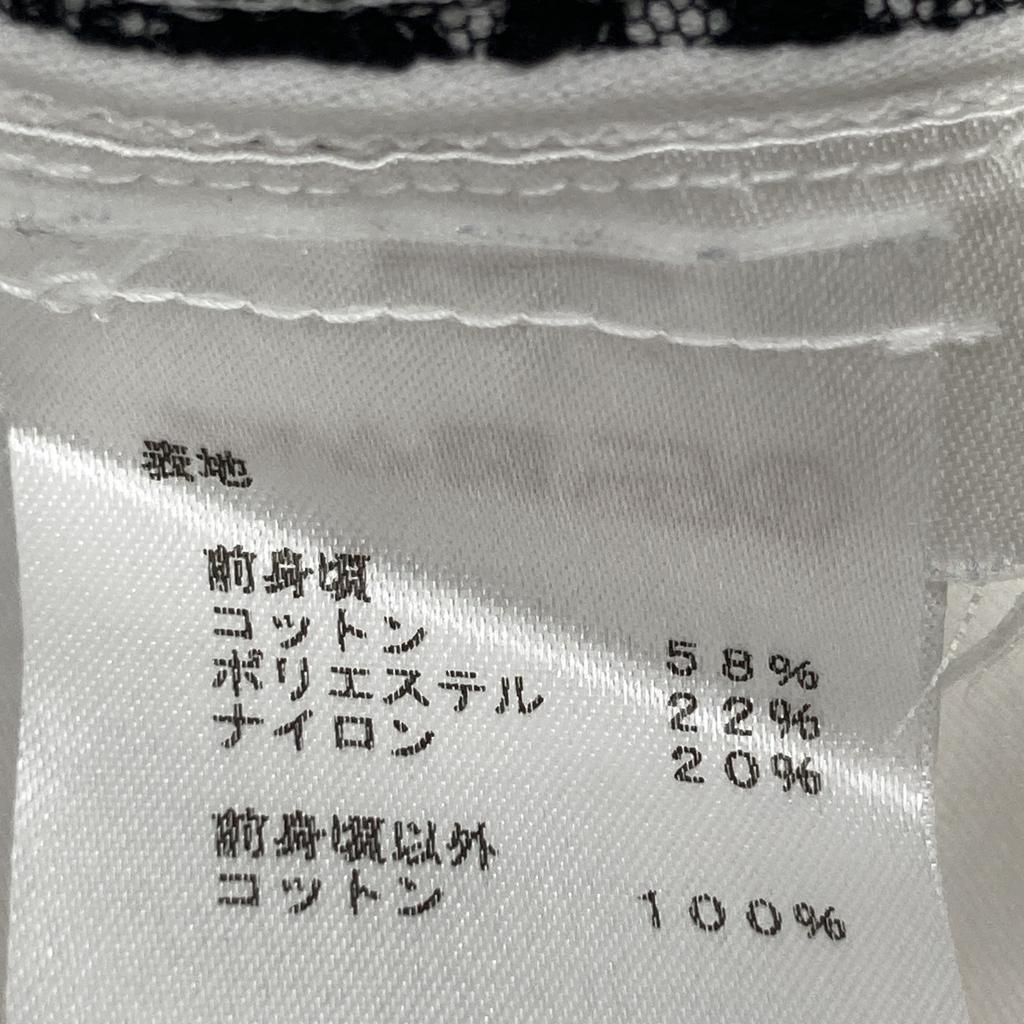 表地
前身頃
コットン 58%
ポリエステル 22%
ナイロン 20%
前身頃以外
コットン 100%